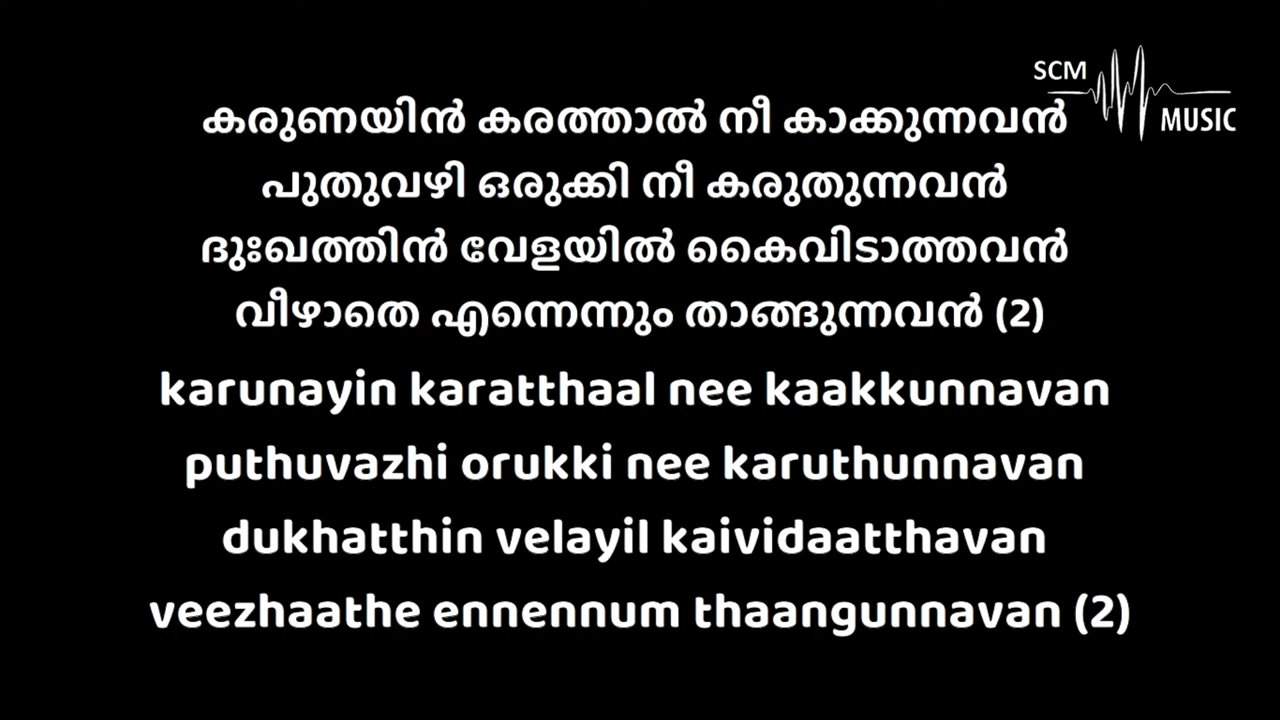 SCM
MUSIC
കരുണയിൻ കരത്താൽ നീ കാക്കുന്നവൻ
പുതുവഴി ഒരുക്കി നീ കരുതുന്നവൻ
ദുഃഖത്തിൻ വേളയിൽ കൈവിടാത്തവൻ
വീഴാതെ എന്നെന്നും താങ്ങുന്നവൻ (2)
karunayin karatthaal nee kaakkunnavan
puthuvazhi orukki nee karuthunnavan
dukhatthin velayil kaividaatthavan
veezhaathe ennennum thaangunnavan (2)